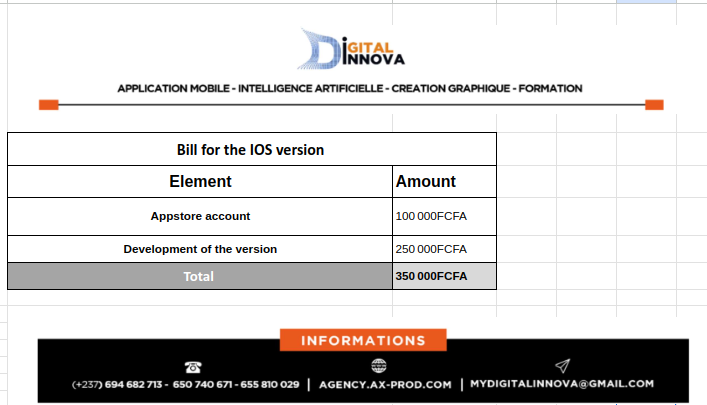 DIGITAL
INNOVA
APPLICATION MOBILE - INTELLIGENCE ARTIFICIELLE - CREATION GRAPHIQUE - FORMATION
Bill for the IOS version
Element Amount
Appstore account 100 000FCFA
Development of the version 250 000FCFA
Total 350 000FCFA
INFORMATIONS
(+237) 694 682 713 - 650 740 671 - 655 810 029 | AGENCY.AX-PROD.COM | MYDIGITALINNOVA@GMAIL.COM